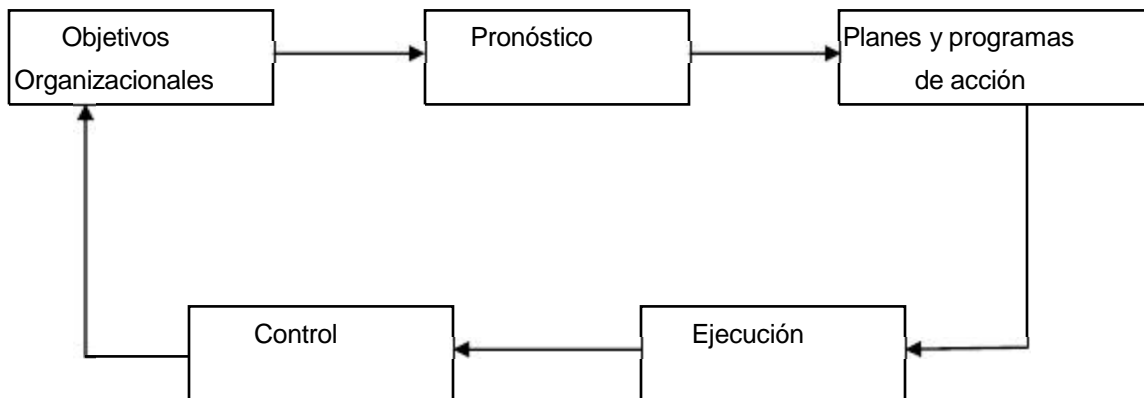 Objetivos
Organizacionales
Pronóstico
Planes y programas
de acción
Control
Ejecución